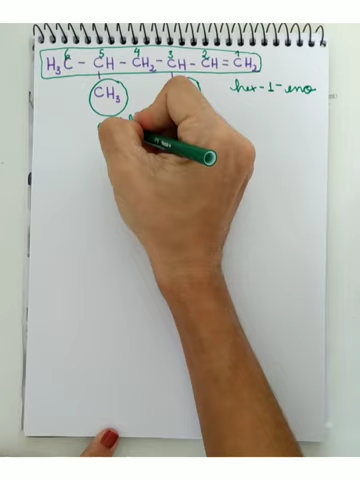 6 5 4 3 2 1
H₃C - CH - CH₂ - CH - CH = CH₂
CH₃ hex-1-eno